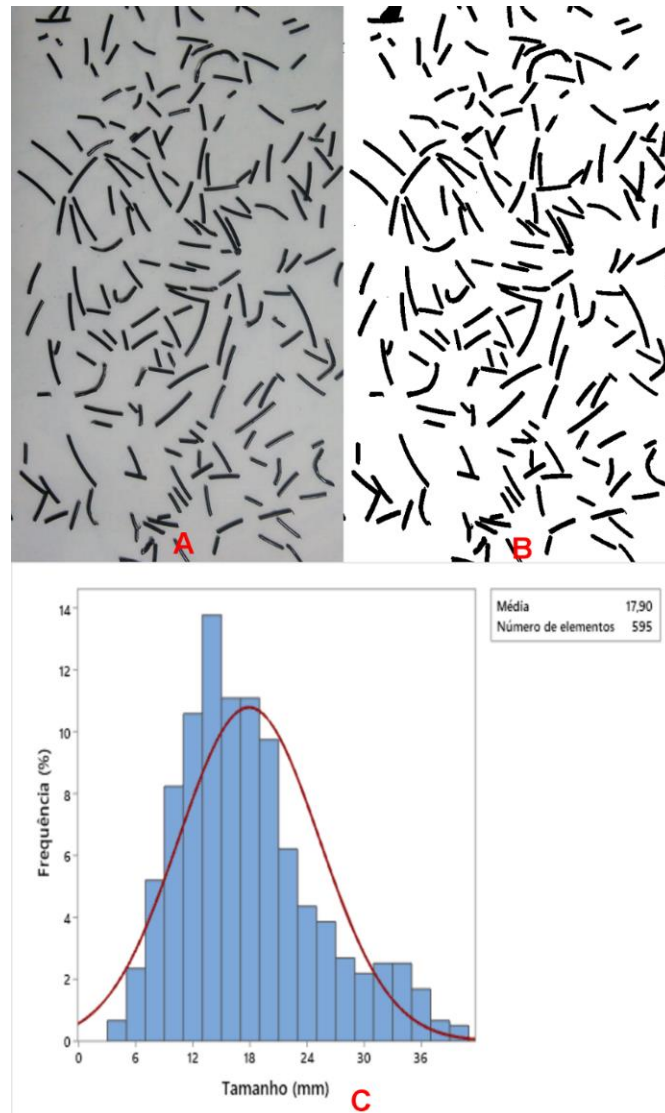 A
B
Média 17,90
Número de elementos 595
14
12
10
8
6
4
2
0
Frequência (%)
0 6 12 18 24 30 36
Tamanho (mm)
C